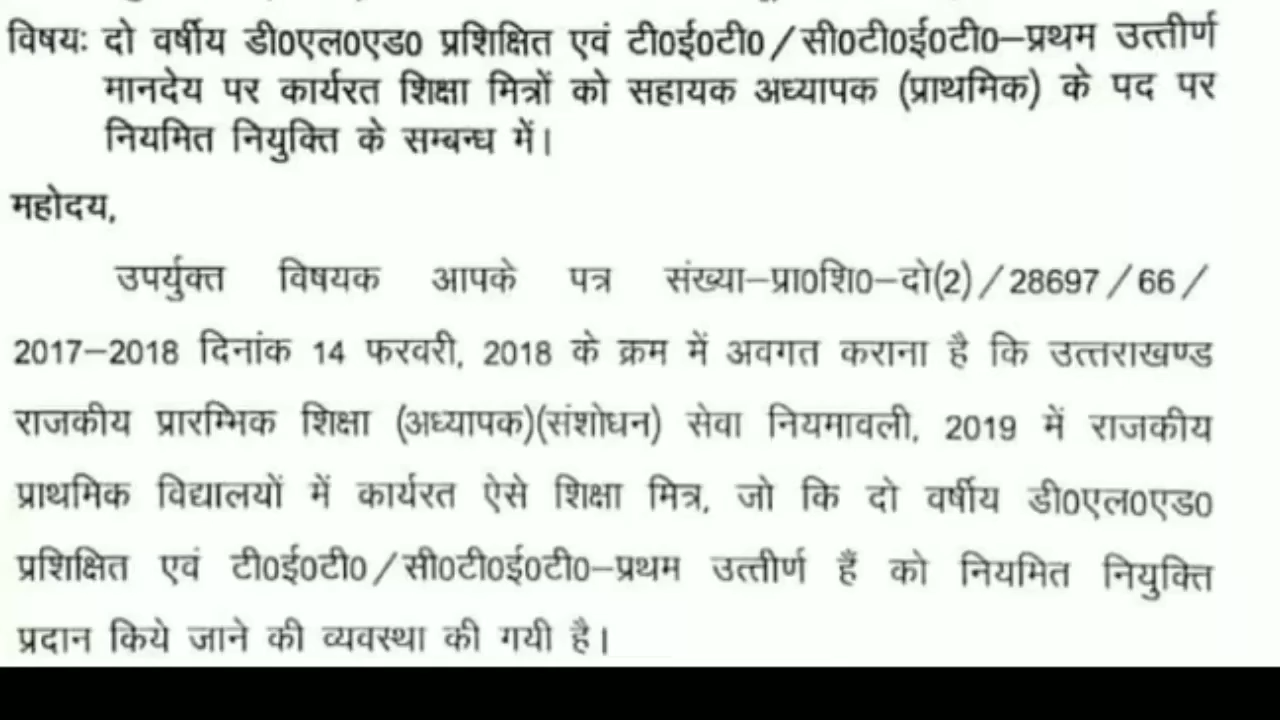 विषयः दो वर्षीय डी0एल0एड0 प्रशिक्षित एवं टी0ई0टी0/सी0टी0ई0टी0–प्रथम उत्तीर्ण
मानदेय पर कार्यरत शिक्षा मित्रों को सहायक अध्यापक (प्राथमिक) के पद पर
नियमित नियुक्ति के सम्बन्ध में।
महोदय,
उपर्युक्त विषयक आपके पत्र संख्या–प्रा0शि0–दो(2)/28697/66/
2017–2018 दिनांक 14 फरवरी, 2018 के क्रम में अवगत कराना है कि उत्तराखण्ड
राजकीय प्रारम्भिक शिक्षा (अध्यापक)(संशोधन) सेवा नियमावली, 2019 में राजकीय
प्राथमिक विद्यालयों में कार्यरत ऐसे शिक्षा मित्र, जो कि दो वर्षीय डी0एल0एड0
प्रशिक्षित एवं टी0ई0टी0/सी0टी0ई0टी0–प्रथम उत्तीर्ण हैं को नियमित नियुक्ति
प्रदान किये जाने की व्यवस्था की गयी है।